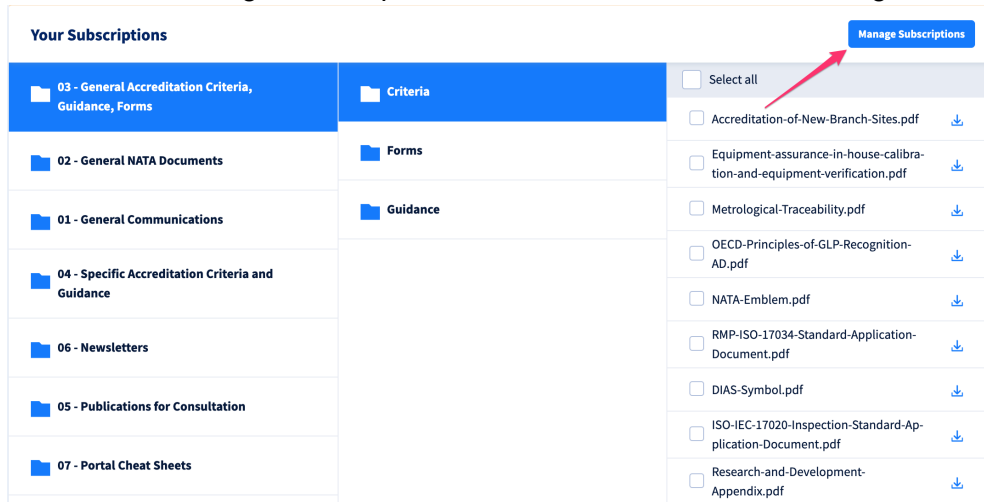 Your Subscriptions
Manage Subscriptions
03 - General Accreditation Criteria,
Guidance, Forms
02 - General NATA Documents
01 - General Communications
04 - Specific Accreditation Criteria and
Guidance
06 - Newsletters
05 - Publications for Consultation
07 - Portal Cheat Sheets
Criteria
Forms
Guidance
Select all
Accreditation-of-New-Branch-Sites.pdf
Equipment-assurance-in-house-calibra-
tion-and-equipment-verification.pdf
Metrological-Traceability.pdf
OECD-Principles-of-GLP-Recognition-
AD.pdf
NATA-Emblem.pdf
RMP-ISO-17034-Standard-Application-
Document.pdf
DIAS-Symbol.pdf
ISO-IEC-17020-Inspection-Standard-Ap-
plication-Document.pdf
Research-and-Development-
Appendix.pdf